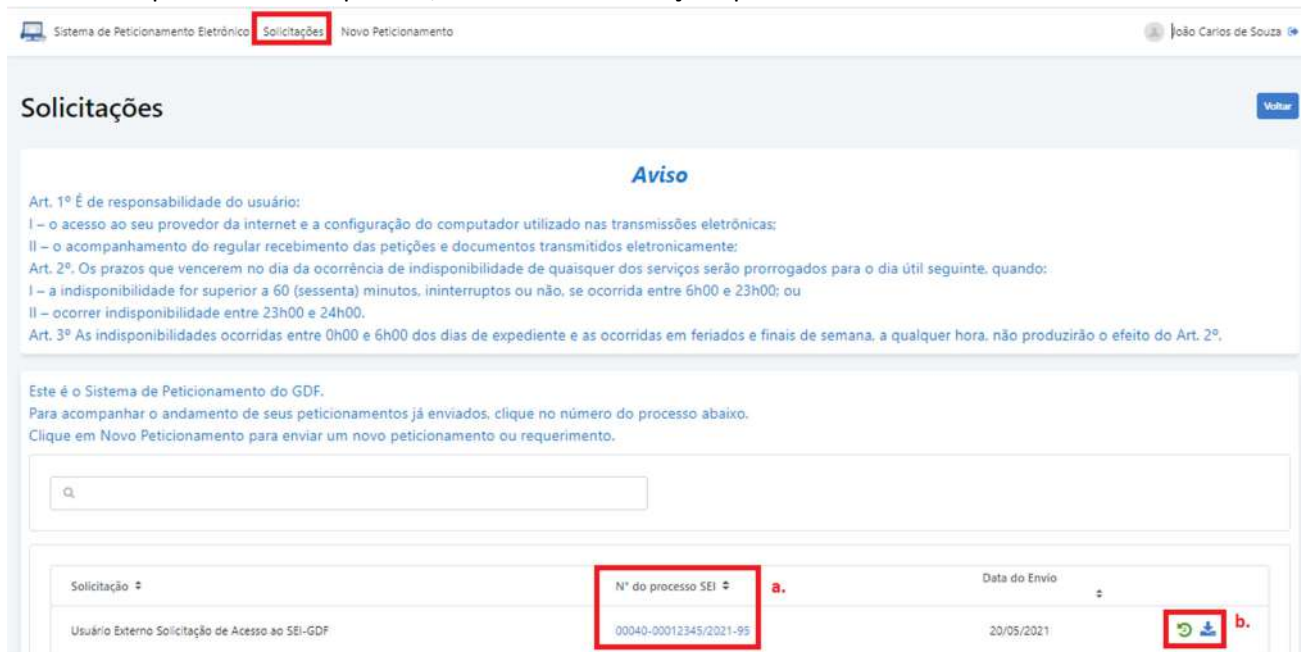 Sistema de Peticionamento Eletrônico Solicitações Novo Peticionamento João Carlos de Souza
Solicitações
Voltar
Aviso
Art. 1º É de responsabilidade do usuário:
I – o acesso ao seu provedor da internet e a configuração do computador utilizado nas transmissões eletrônicas;
II – o acompanhamento do regular recebimento das petições e documentos transmitidos eletronicamente;
Art. 2º. Os prazos que vencerem no dia da ocorrência de indisponibilidade de quaisquer dos serviços serão prorrogados para o dia útil seguinte, quando:
I – a indisponibilidade for superior a 60 (sessenta) minutos, ininterruptos ou não, se ocorrida entre 6h00 e 23h00; ou
II – ocorrer indisponibilidade entre 23h00 e 24h00.
Art. 3º As indisponibilidades ocorridas entre 0h00 e 6h00 dos dias de expediente e as ocorridas em feriados e finais de semana, a qualquer hora, não produzirão o efeito do Art. 2º.
Este é o Sistema de Peticionamento do GDF.
Para acompanhar o andamento de seus peticionamentos já enviados, clique no número do processo abaixo.
Clique em Novo Peticionamento para enviar um novo peticionamento ou requerimento.
Solicitação N° do processo SEI a. Data do Envio
Usuário Externo Solicitação de Acesso ao SEI-GDF 00040-00012345/2021-95 20/05/2021 b.